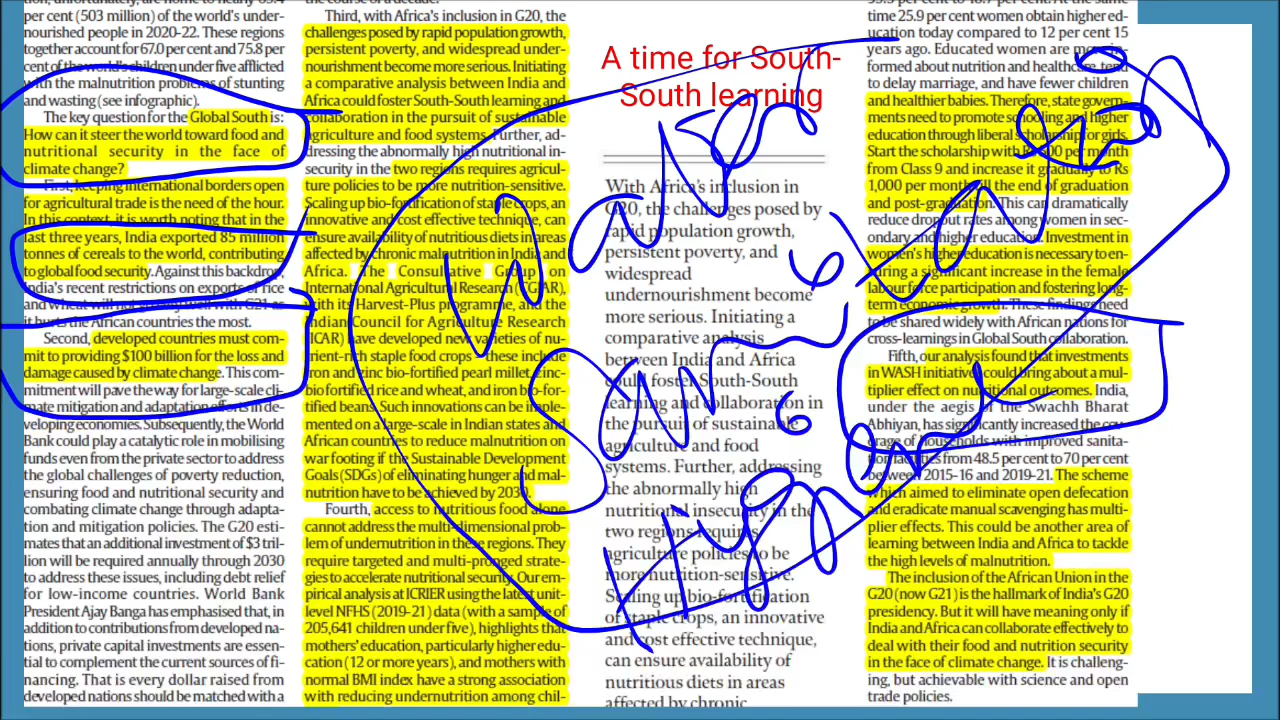 per cent (503 million) of the world's under-
nourished people in 2020-22. These regions
together account for 67.0 per cent and 75.8
per cent of the world's children under five afflicted
with the malnutrition problems of stunting
and wasting (see infographic).
The key question for the Global South is:
How can it steer the world toward food and
nutritional security in the face of
climate change?
First, keeping international borders open
for agricultural trade is the need of the hour.
In this context, it is worth noting that in the
last three years, India exported 85 million
tonnes of cereals to the world, contributing
to global food security. Against this backdrop,
India's recent restrictions on exports of rice
and wheat will not go very well with G21 as
it hurts the African countries the most.
Second, developed countries must com-
mit to providing $100 billion for the loss and
damage caused by climate change. This com-
mitment will pave the way for large-scale cli-
mate mitigation and adaptation efforts in de-
veloping economies. Subsequently, the World
Bank could play a catalytic role in mobilising
funds even from the private sector to address
the global challenges of poverty reduction,
ensuring food and nutritional security and
combating climate change through adapta-
tion and mitigation policies. The G20 esti-
mates that an additional investment of $3 tril-
lion will be required annually through 2030
to address these issues, including debt relief
for low-income countries. World Bank
President Ajay Banga has emphasised that, in
addition to contributions from developed na-
tions, private capital investments are essen-
tial to complement the current sources of fi-
nancing. That is every dollar raised from
developed nations should be matched with a
Third, with Africa's inclusion in G20, the
challenges posed by rapid population growth,
persistent poverty, and widespread under-
nourishment become more serious. Initiating
a comparative analysis between India and
Africa could foster South-South learning and
collaboration in the pursuit of sustainable
agriculture and food systems. Further, ad-
dressing the abnormally high nutritional in-
security in the two regions requires agricul-
ture policies to be more nutrition-sensitive.
Scaling up bio-fortification of staple crops, an
innovative and cost effective technique, can
ensure availability of nutritious diets in areas
affected by chronic malnutrition in India and
Africa. The Consultative Group on
International Agricultural Research (CGIAR),
with its Harvest-Plus programme, and the
Indian Council for Agriculture Research
(ICAR) have developed new varieties of nu-
trient-rich staple food crops — these include
iron and zinc bio-fortified pearl millet, zinc-
bio fortified rice and wheat, and iron bio-for-
tified beans. Such innovations can be imple-
mented on a large-scale in Indian states and
African countries to reduce malnutrition on
war footing if the Sustainable Development
Goals (SDGs) of eliminating hunger and mal-
nutrition have to be achieved by 2030.
Fourth, access to nutritious food alone
cannot address the multi-dimensional prob-
lem of undernutrition in these regions. They
require targeted and multi-pronged strate-
gies to accelerate nutritional security. Our em-
pirical analysis at ICRIER using the latest unit-
level NFHS (2019-21) data (with a sample of
205,641 children under five), highlights that
mothers' education, particularly higher edu-
cation (12 or more years), and mothers with
normal BMI index have a strong association
with reducing undernutrition among chil-
A time for South-
South learning
With Africa's inclusion in
G20, the challenges posed by
rapid population growth,
persistent poverty, and
widespread
undernourishment become
more serious. Initiating a
comparative analysis
between India and Africa
could foster South-South
learning and collaboration in
the pursuit of sustainable
agriculture and food
systems. Further, addressing
the abnormally high
nutritional insecurity in the
two regions requires
agriculture policies to be
more nutrition-sensitive.
Scaling up bio-fortification
of staple crops, an innovative
and cost effective technique,
can ensure availability of
nutritious diets in areas
affected by chronic
time 25.9 per cent women obtain higher ed-
ucation today compared to 12 per cent 15
years ago. Educated women are more in-
formed about nutrition and healthcare, tend
to delay marriage, and have fewer children
and healthier babies. Therefore, state govern-
ments need to promote schooling and higher
education through liberal scholarship for girls.
Start the scholarship with Rs 500 per month
from Class 9 and increase it gradually to Rs
1,000 per month till the end of graduation
and post-graduation. This can dramatically
reduce dropout rates among women in sec-
ondary and higher education. Investment in
women's higher education is necessary to en-
suring a significant increase in the female
labour force participation and fostering long-
term economic growth. These findings need
to be shared widely with African nations for
cross-learnings in Global South collaboration.
Fifth, our analysis found that investments
in WASH initiatives could bring about a mul-
tiplier effect on nutritional outcomes. India,
under the aegis of the Swachh Bharat
Abhiyan, has significantly increased the cov-
erage of households with improved sanita-
tion facilities from 48.5 per cent to 70 per cent
between 2015-16 and 2019-21. The scheme
which aimed to eliminate open defecation
and eradicate manual scavenging has multi-
plier effects. This could be another area of
learning between India and Africa to tackle
the high levels of malnutrition.
The inclusion of the African Union in the
G20 (now G21) is the hallmark of India's G20
presidency. But it will have meaning only if
India and Africa can collaborate effectively to
deal with their food and nutrition security
in the face of climate change. It is challeng-
ing, but achievable with science and open
trade policies.